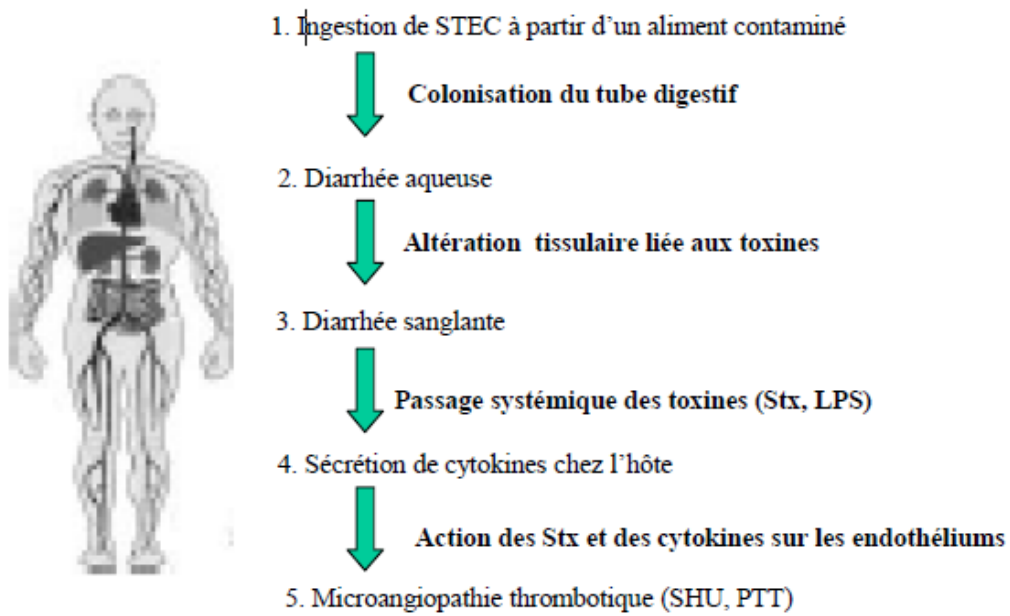 1. Ingestion de STEC à partir d'un aliment contaminé
Colonisation du tube digestif
2. Diarrhée aqueuse
Altération tissulaire liée aux toxines
3. Diarrhée sanglante
Passage systémique des toxines (Stx, LPS)
4. Sécrétion de cytokines chez l'hôte
Action des Stx et des cytokines sur les endothéliums
5. Microangiopathie thrombotique (SHU, PTT)